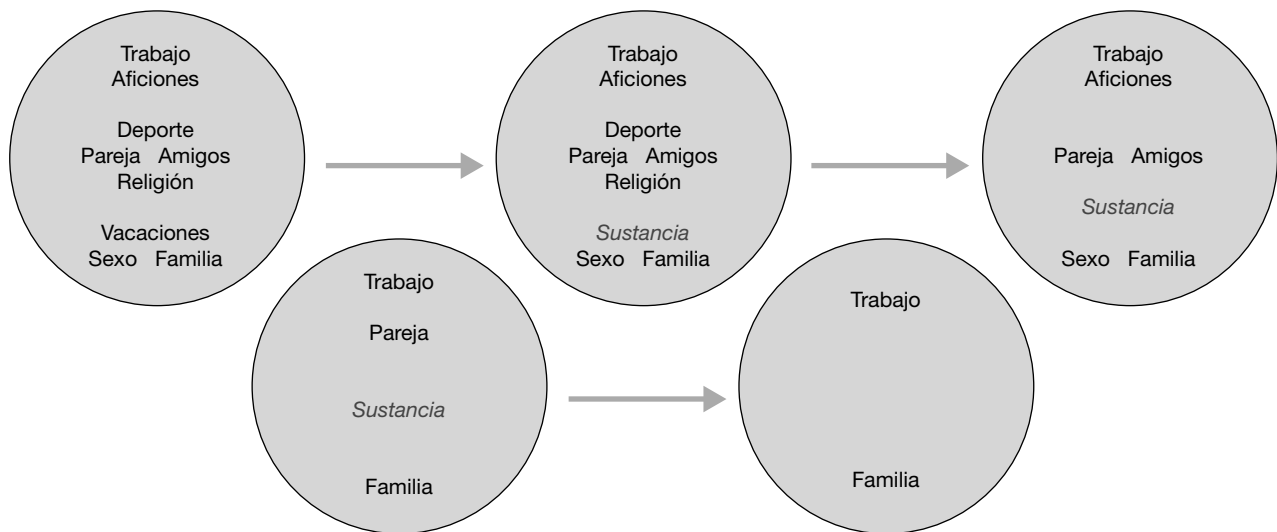 Trabajo
Aficiones
Deporte
Pareja Amigos
Religión
Vacaciones
Sexo Familia
Trabajo
Aficiones
Deporte
Pareja Amigos
Religión
Sustancia
Sexo Familia
Trabajo
Aficiones
Pareja Amigos
Sustancia
Sexo Familia
Trabajo
Pareja
Sustancia
Familia
Trabajo
Familia